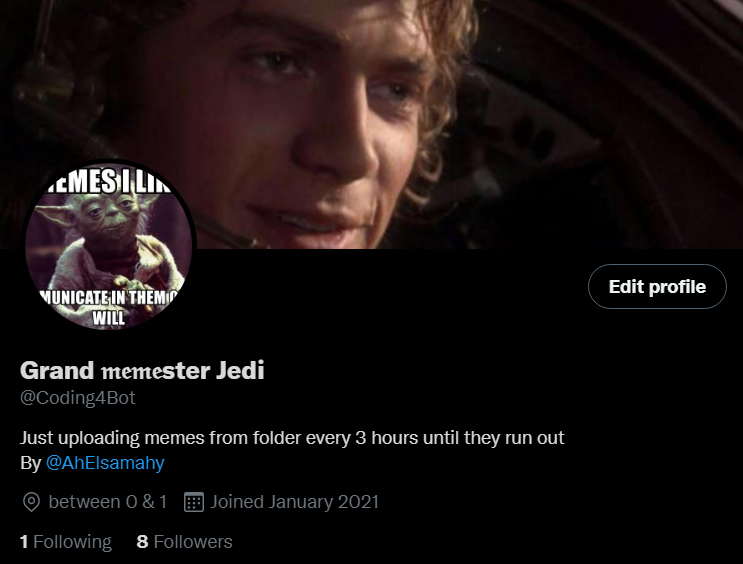 MEMES I LIK
MUNICATE IN THEM
WILL
Edit profile
Grand 𝖒𝖊𝖒𝖊ster Jedi
@Coding4Bot
Just uploading memes from folder every 3 hours until they run out
By @AhElsamahy
between 0 & 1 Joined January 2021
1 Following 8 Followers